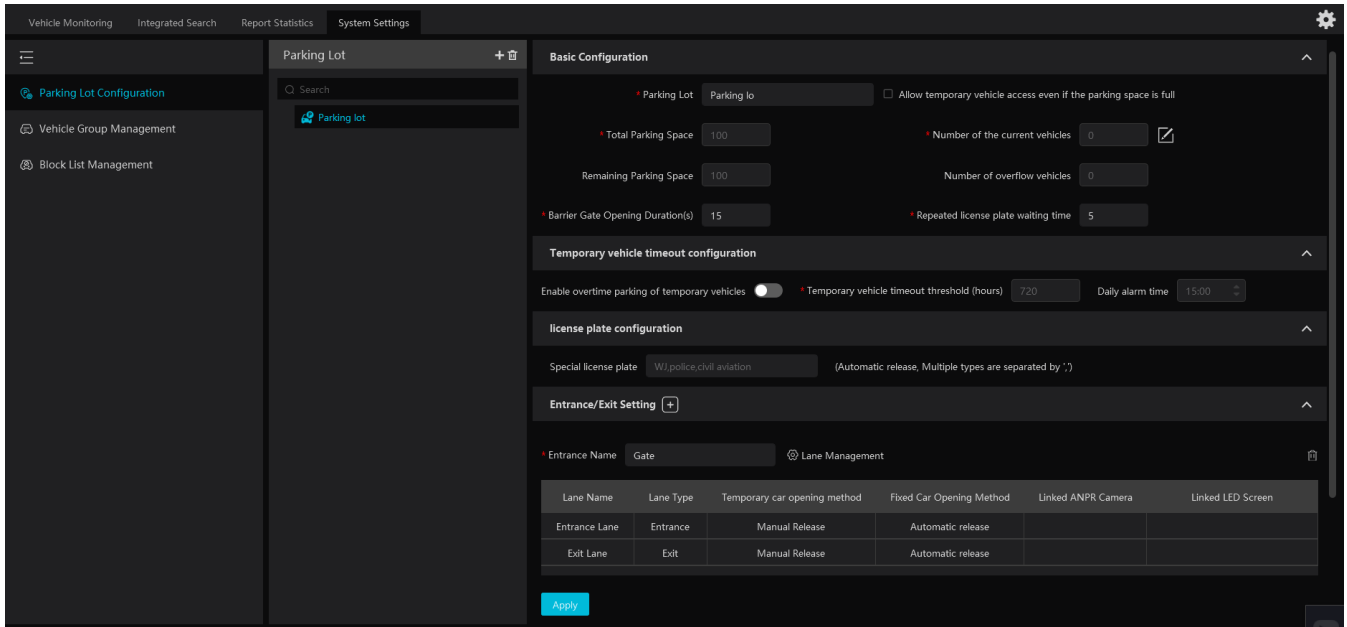 Vehicle Monitoring Integrated Search Report Statistics System Settings
Parking Lot Configuration
Vehicle Group Management
Block List Management
Parking Lot
Search
Parking lot
Basic Configuration
* Parking Lot Parking lo Allow temporary vehicle access even if the parking space is full
* Total Parking Space 100 * Number of the current vehicles 0
Remaining Parking Space 100 Number of overflow vehicles 0
* Barrier Gate Opening Duration(s) 15 * Repeated license plate waiting time 5
Temporary vehicle timeout configuration
Enable overtime parking of temporary vehicles * Temporary vehicle timeout threshold (hours) 720 Daily alarm time 15:00
license plate configuration
Special license plate WJ,police,civil aviation (Automatic release, Multiple types are separated by ',')
Entrance/Exit Setting
* Entrance Name Gate Lane Management
Lane Name Lane Type Temporary car opening method Fixed Car Opening Method Linked ANPR Camera Linked LED Screen
Entrance Lane Entrance Manual Release Automatic release
Exit Lane Exit Manual Release Automatic release
Apply